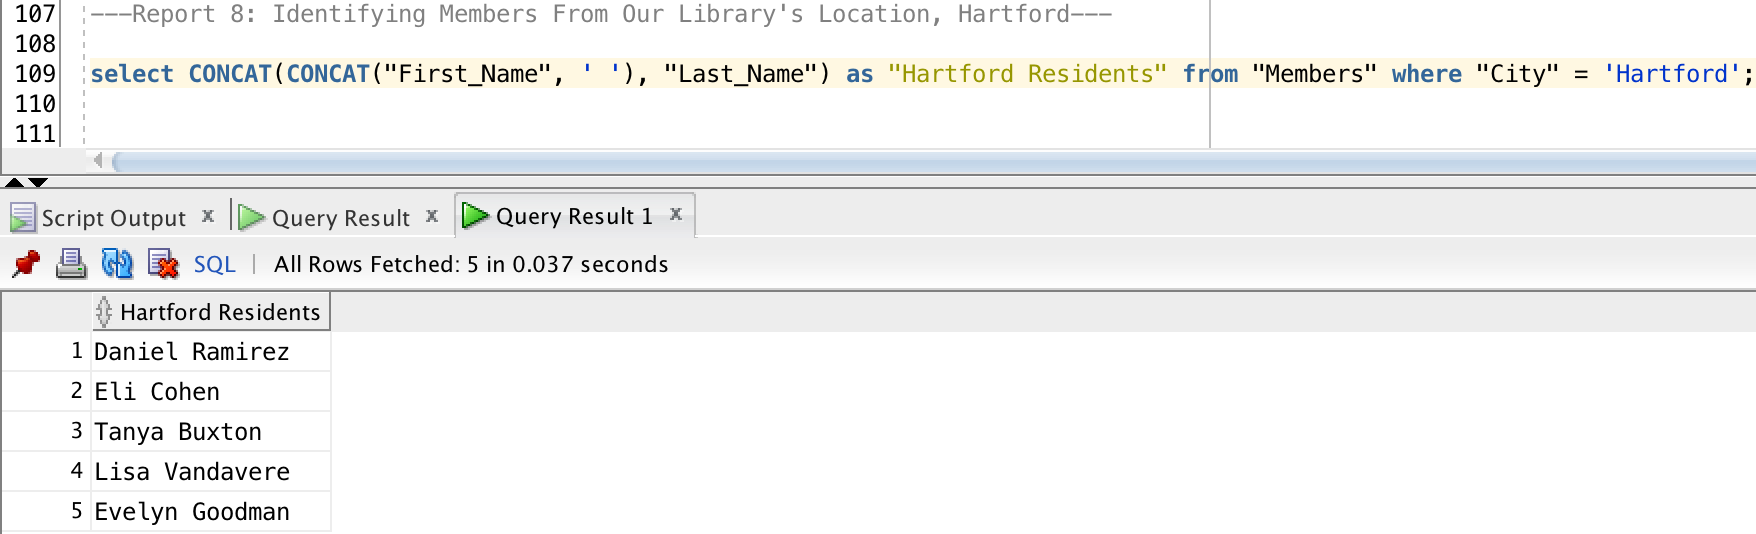 107 ---Report 8: Identifying Members From Our Library's Location, Hartford---
108
109 select CONCAT(CONCAT("First_Name", ' '), "Last_Name") as "Hartford Residents" from "Members" where "City" = 'Hartford';
110
111
Script Output x Query Result x Query Result 1 x
SQL | All Rows Fetched: 5 in 0.037 seconds
Hartford Residents
1 Daniel Ramirez
2 Eli Cohen
3 Tanya Buxton
4 Lisa Vandavere
5 Evelyn Goodman